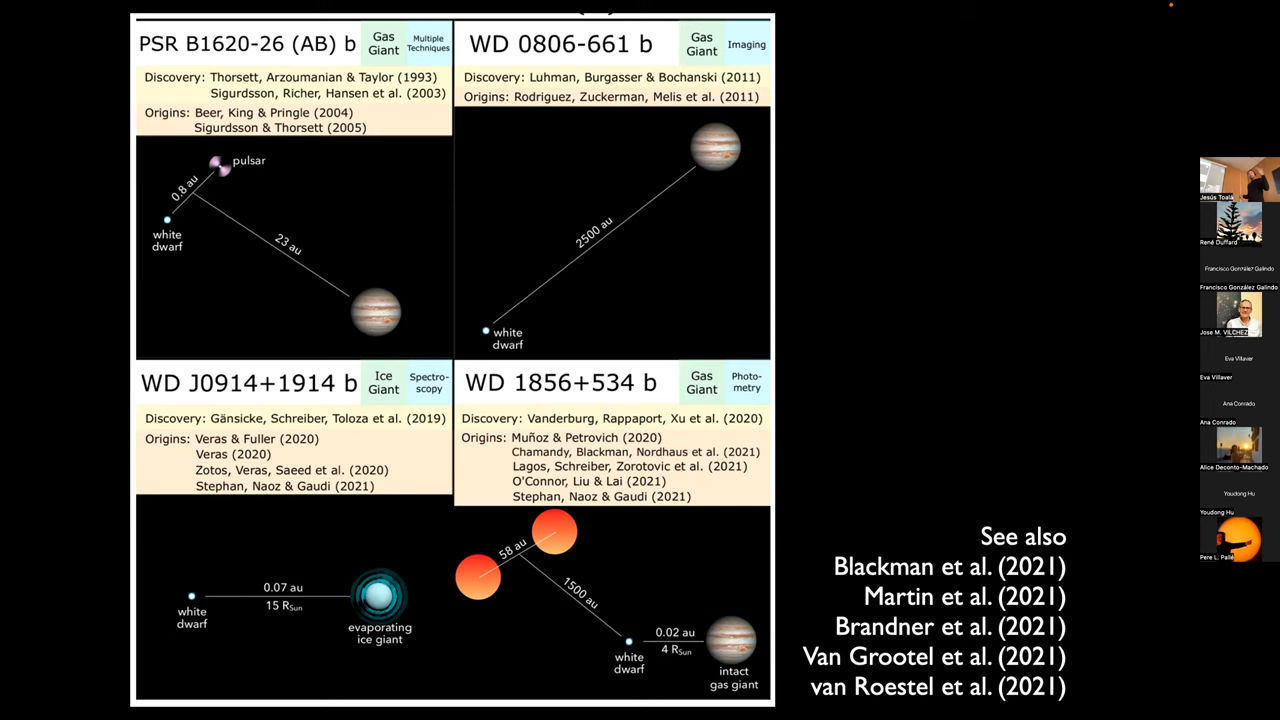 PSR B1620-26 (AB) b
Gas Giant
Multiple Techniques
Discovery: Thorsett, Arzoumanian & Taylor (1993)
Sigurdsson, Richer, Hansen et al. (2003)
Origins: Beer, King & Pringle (2004)
Sigurdsson & Thorsett (2005)
pulsar
0.8 au
white
dwarf
23 au
WD 0806-661 b
Gas Giant
Imaging
Discovery: Luhman, Burgasser & Bochanski (2011)
Origins: Rodriguez, Zuckerman, Melis et al. (2011)
2500 au
white
dwarf
WD J0914+1914 b
Ice Giant
Spectro-
scopy
Discovery: Gänsicke, Schreiber, Toloza et al. (2019)
Origins: Veras & Fuller (2020)
Veras (2020)
Zotos, Veras, Saeed et al. (2020)
Stephan, Naoz & Gaudi (2021)
0.07 au
15 RSun
white
dwarf
evaporating
ice giant
WD 1856+534 b
Gas Giant
Photo-
metry
Discovery: Vanderburg, Rappaport, Xu et al. (2020)
Origins: Muñoz & Petrovich (2020)
Chamandy, Blackman, Nordhaus et al. (2021)
Lagos, Schreiber, Zorotovic et al. (2021)
O'Connor, Liu & Lai (2021)
Stephan, Naoz & Gaudi (2021)
58 au
1500 au
0.02 au
4 RSun
white
dwarf
intact
gas giant
See also
Blackman et al. (2021)
Martin et al. (2021)
Brandner et al. (2021)
Van Grootel et al. (2021)
van Roestel et al. (2021)
Jesús Toalá
René Duffard
Francisco González Galindo
Francisco González Galindo
Jose M. VILCHEZ
Eva Villaver
Eva Villaver
Ana Conrado
Ana Conrado
Alice Deconto-Machado
Youdong Hu
Youdong Hu
Pere L. Pallé